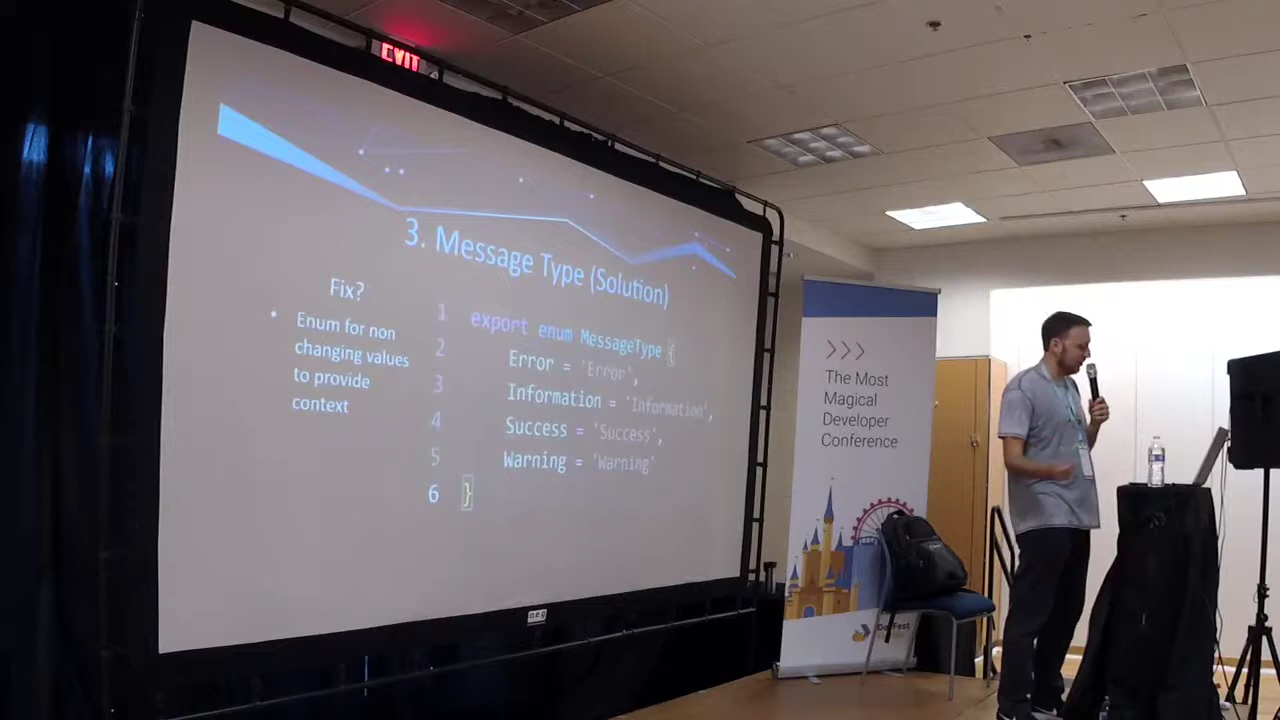 EXIT
3. Message Type (Solution)
Fix?
• Enum for non
changing values
to provide
context
1 export enum MessageType {
2 Error = 'Error',
3 Information = 'Information',
4 Success = 'Success',
5 Warning = 'Warning'
6 }
>>>
The Most
Magical
Developer
Conference
DevFest